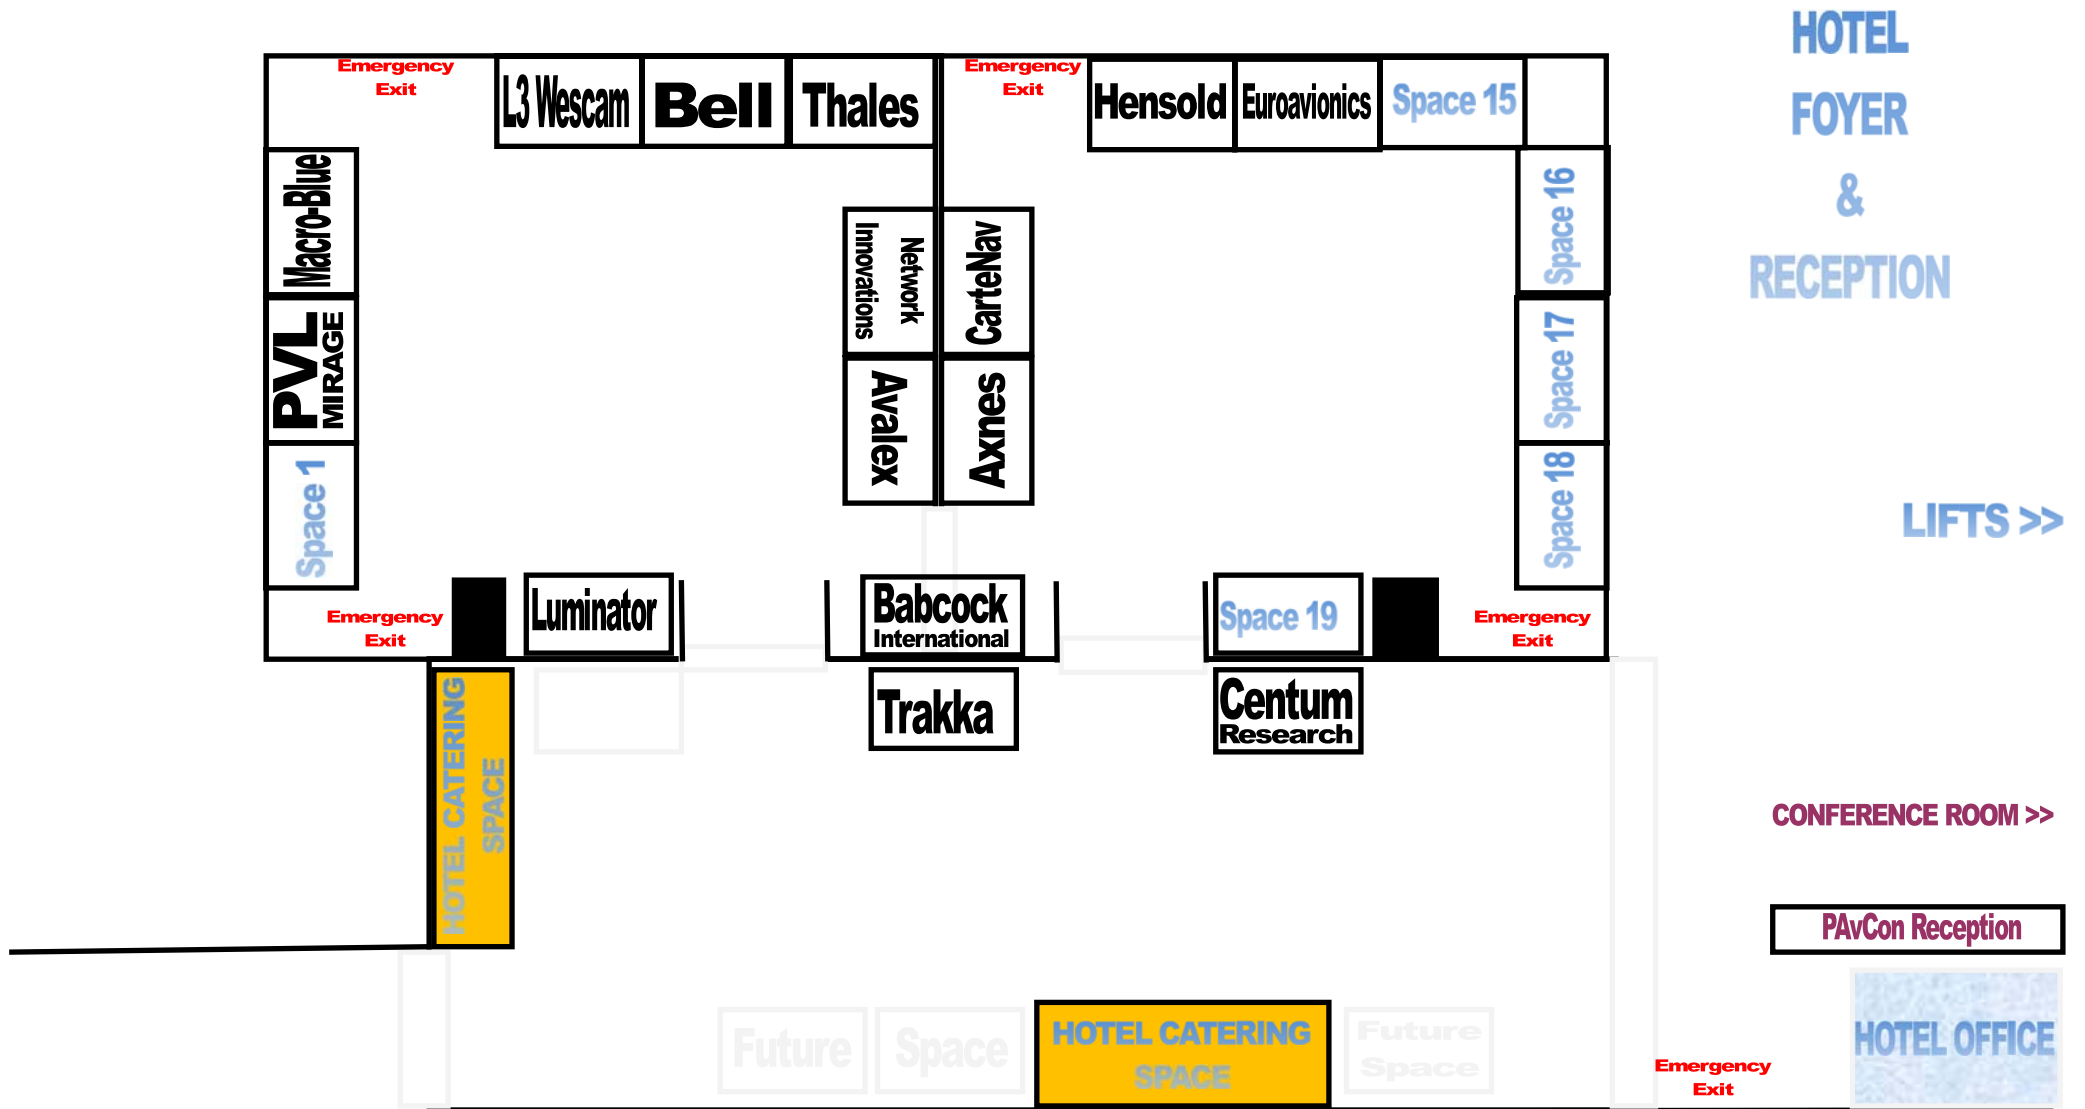 HOTEL
FOYER
&
RECEPTION
Emergency
Exit
L3 Wescam
Bell
Thales
Emergency
Exit
Hensold
Euroavionics
Space 15
Macro-Blue
PVL
MIRAGE
Space 1
Network
Innovations
Avalex
CarteNav
Axnes
Space 16
Space 17
Space 18
LIFTS >>
Emergency
Exit
Luminator
Babcock
International
Space 19
Emergency
Exit
HOTEL CATERING
SPACE
Trakka
Centum
Research
CONFERENCE ROOM >>
PAvCon Reception
Future
Space
HOTEL CATERING
SPACE
Future
Space
Emergency
Exit
HOTEL OFFICE